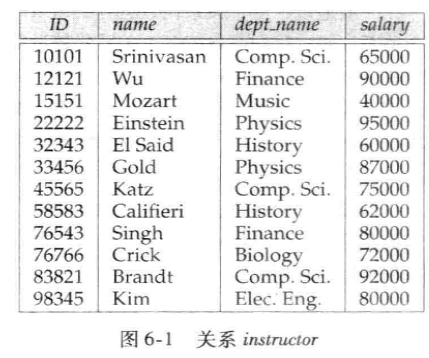 ID name dept_name salary
10101 Srinivasan Comp. Sci. 65000
12121 Wu Finance 90000
15151 Mozart Music 40000
22222 Einstein Physics 95000
32343 El Said History 60000
33456 Gold Physics 87000
45565 Katz Comp. Sci. 75000
58583 Califieri History 62000
76543 Singh Finance 80000
76766 Crick Biology 72000
83821 Brandt Comp. Sci. 92000
98345 Kim Elec. Eng. 80000
图 6-1 关系 instructor